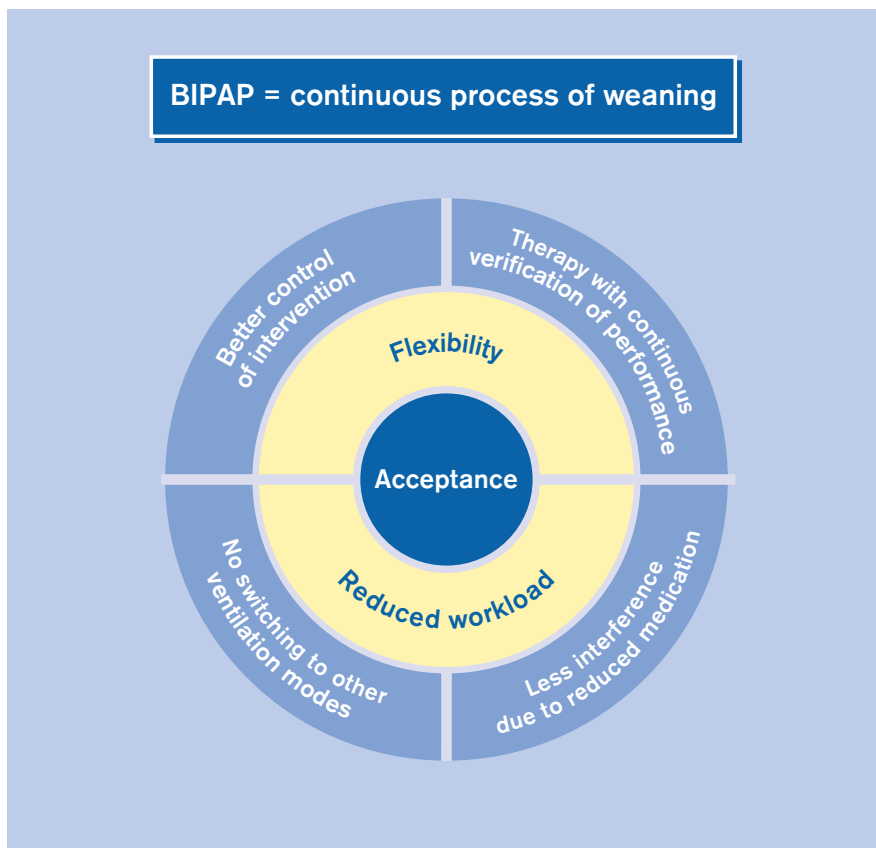 BIPAP = continuous process of weaning
Better control
of intervention
Therapy with continuous
verification of performance
Flexibility
Acceptance
Reduced workload
No switching to other
ventilation modes
Less interference
due to reduced medication